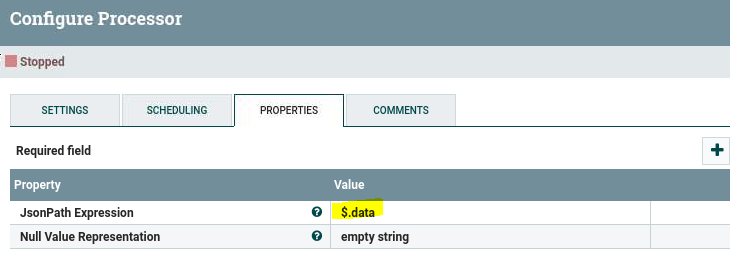 Configure Processor
Stopped
SETTINGS SCHEDULING PROPERTIES COMMENTS
Required field
Property Value
JsonPath Expression $.data
Null Value Representation empty string